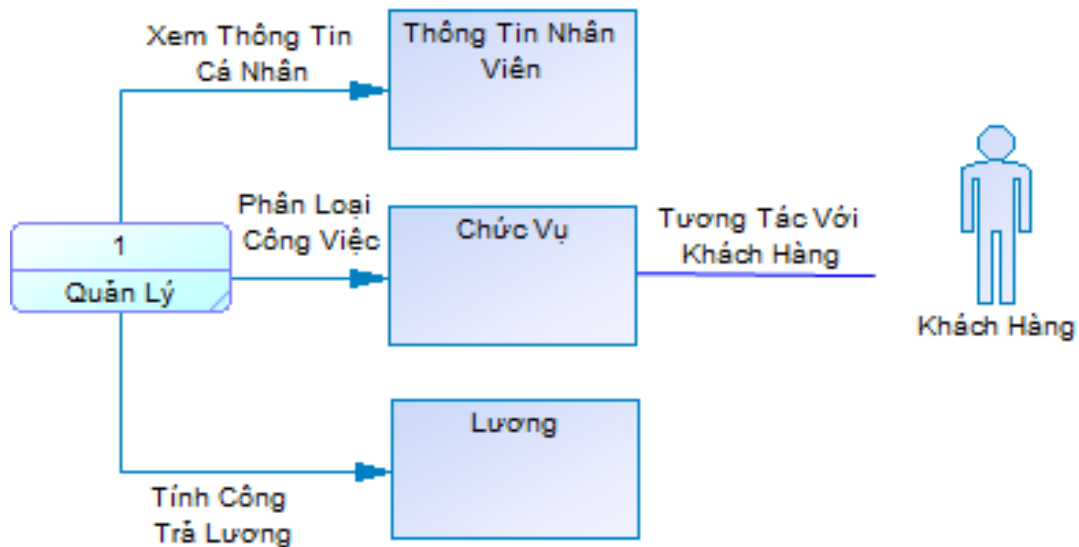 Xem Thông Tin
Cá Nhân
Thông Tin Nhân
Viên
Phân Loại
Công Việc
1
Quản Lý
Chức Vụ
Tương Tác Với
Khách Hàng
Khách Hàng
Lương
Tính Công
Trả Lương